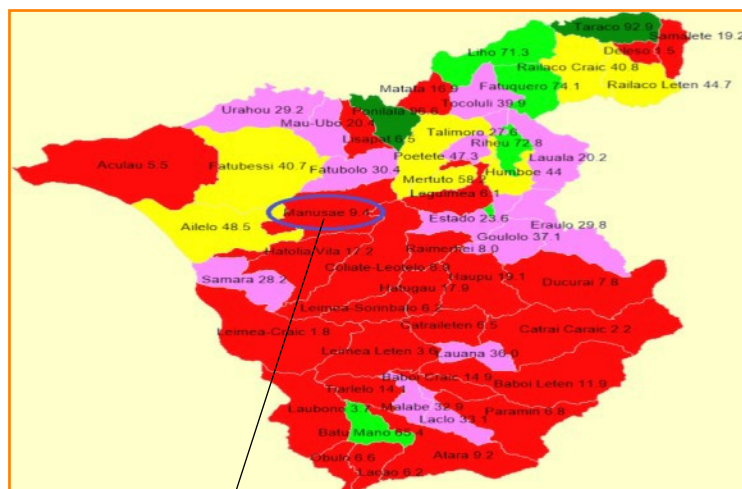 Taraco 92.9
Samalete 19.2
Liho 71.3
Deleso 1.5
Railaco Craic 40.8
Matata 16.9
Fatuquero 74.1
Railaco Leten 44.7
Urahou 29.2
Tocoluli 39.9
Mau-Ubo 20.4
Talimoro 27.6
Lisapat 6.5
Riheu 72.8
Aculau 5.5
Fatubessi 40.7
Poetete 47.3
Lauala 20.2
Fatubolo 30.4
Humboe 44
Mertuto 58.2
Leguimea 6.1
Manusae 9.4
Estado 23.6
Eraulo 29.8
Ailelo 48.5
Goulolo 37.1
Hatolia Vila 17.2
Raimerhei 8.0
Samara 28.2
Coliate-Leotelo 8.9
Haupu 19.1
Ducurai 7.8
Hatugau 17.9
Leimea-Sorinbalo 6.2
Leimea-Craic 1.8
Catraileten 6.5
Catrai Caraic 2.2
Leimea Leten 3.6
Lauana 36.0
Baboi Craic 14.9
Baboi Leten 11.9
Tiarlelo 14.1
Laubono 3.7
Malabe 32.9
Paramin 6.8
Laclo 33.1
Batu Mano 65.4
Obulo 6.6
Atara 9.2
Lacao 6.2